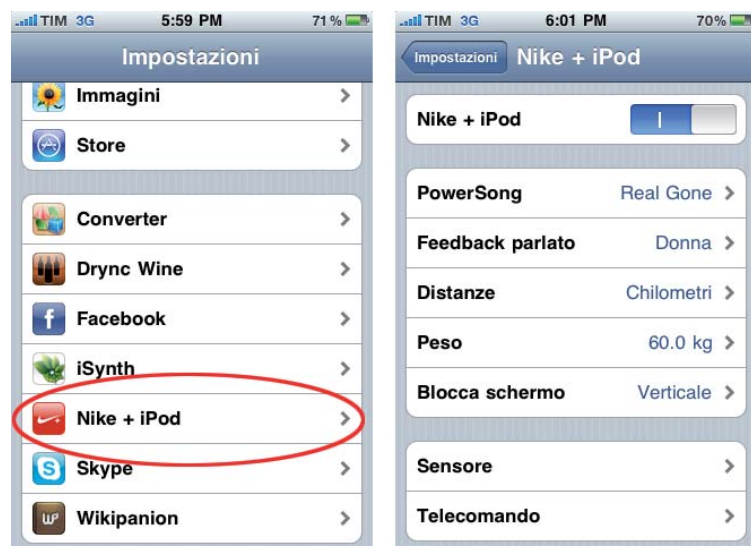 TIM 3G 5:59 PM 71 %
Impostazioni
Immagini
Store
Converter
Drync Wine
Facebook
iSynth
Nike + iPod
Skype
Wikipanion
TIM 3G 6:01 PM 70%
Impostazioni Nike + iPod
Nike + iPod
PowerSong Real Gone
Feedback parlato Donna
Distanze Chilometri
Peso 60.0 kg
Blocca schermo Verticale
Sensore
Telecomando